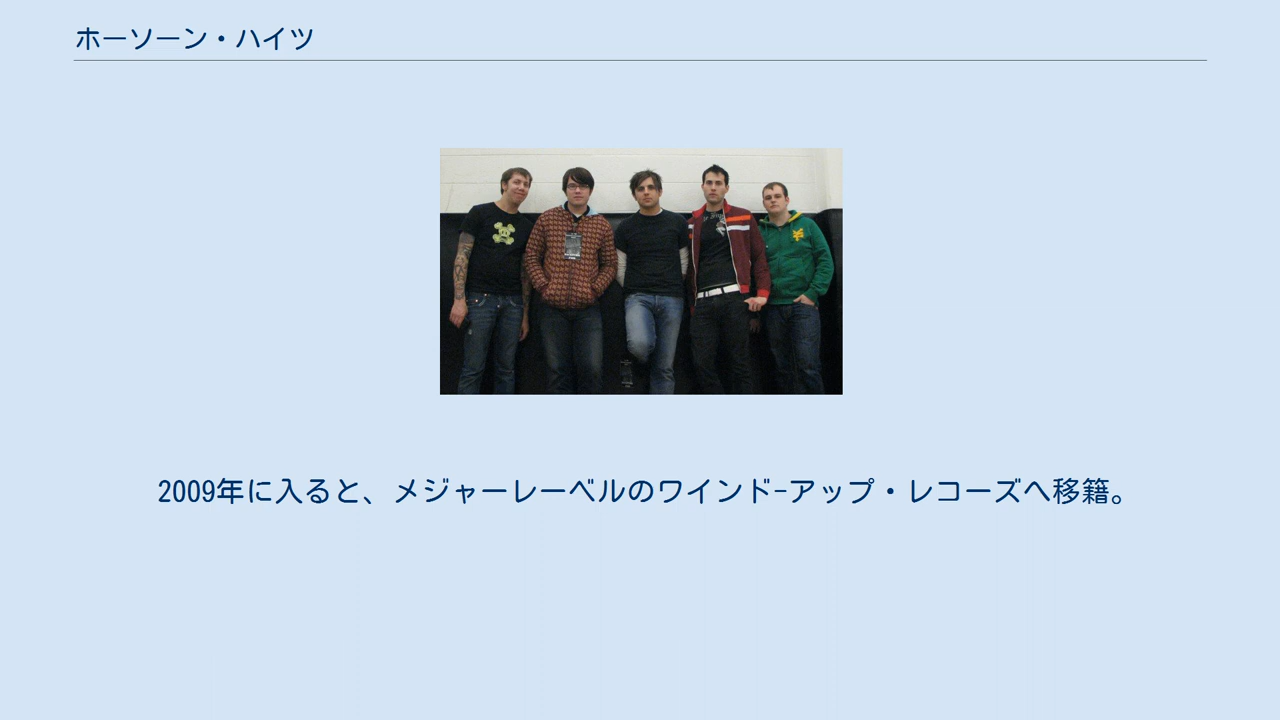 ホーソーン・ハイツ
2009年に入ると、メジャーレーベルのワインド-アップ・レコーズへ移籍。